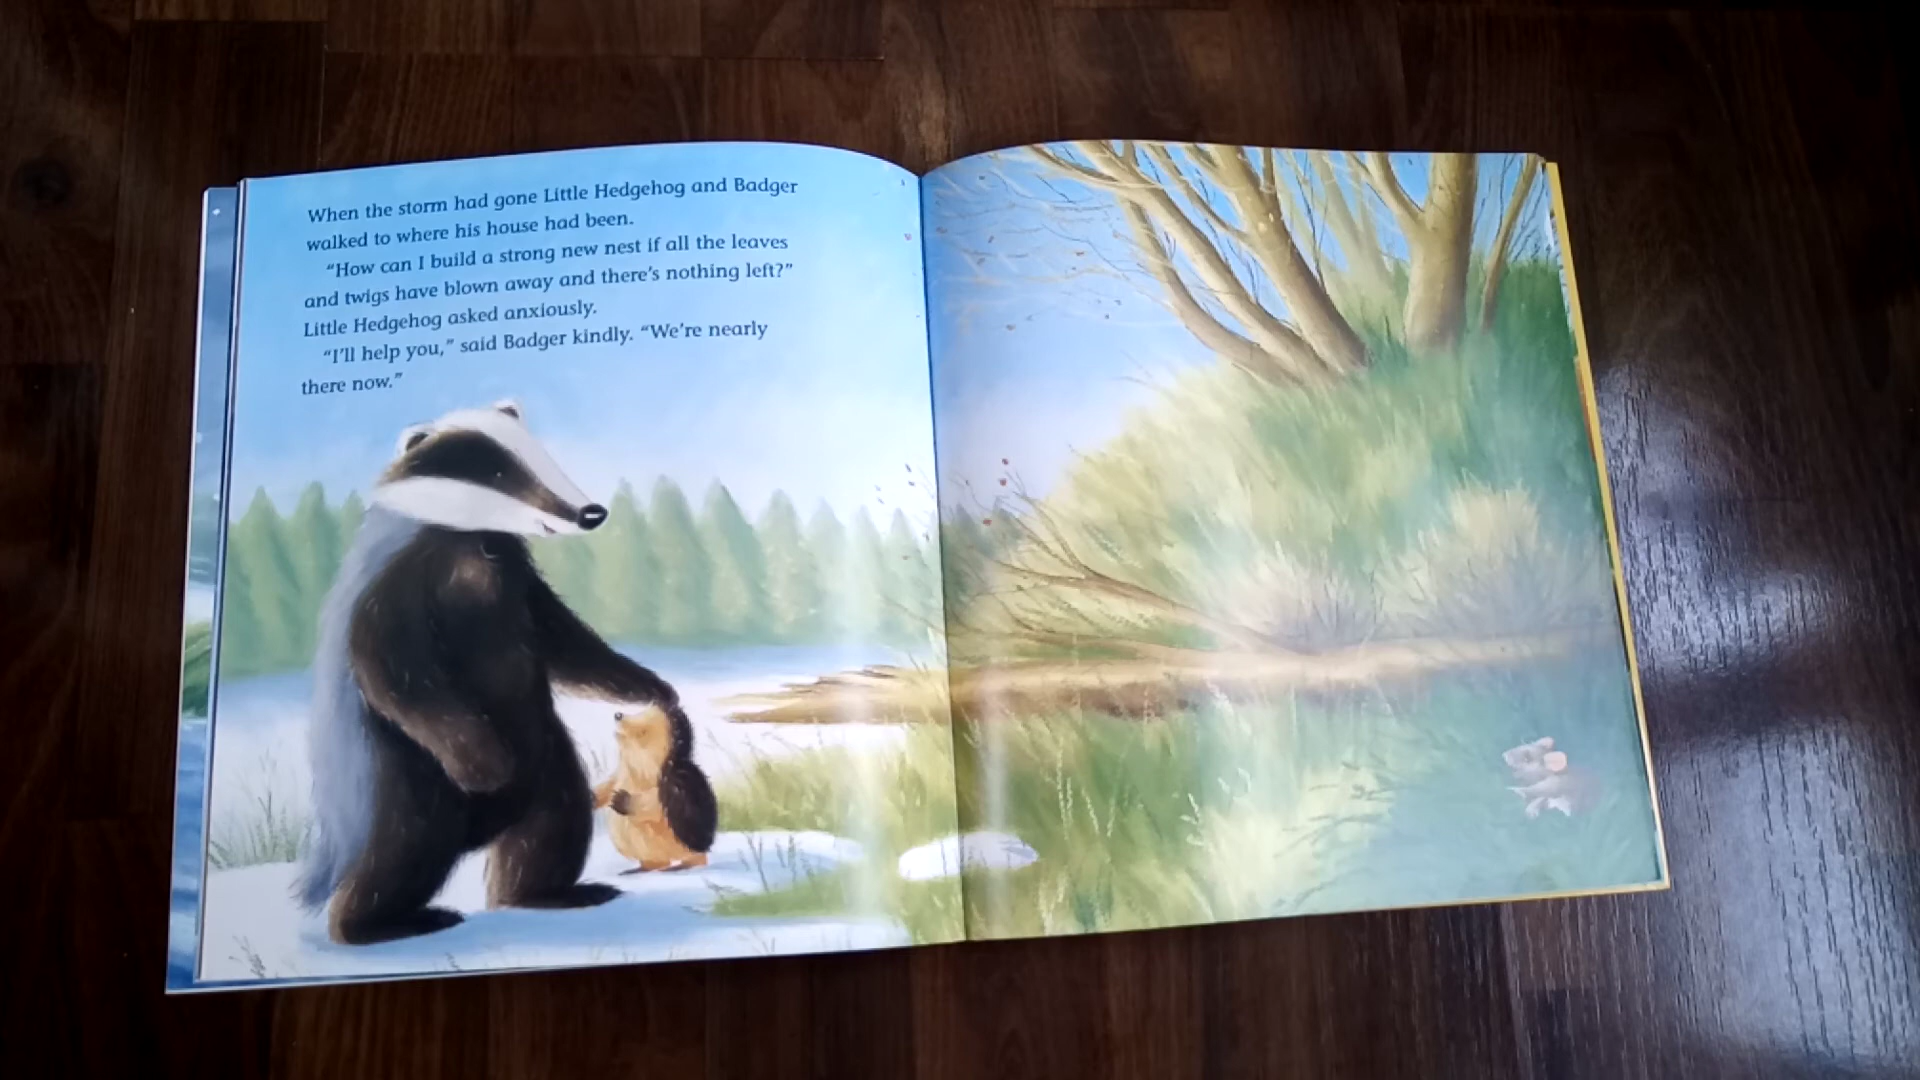 When the storm had gone Little Hedgehog and Badger
walked to where his house had been.
“How can I build a strong new nest if all the leaves
and twigs have blown away and there’s nothing left?”
Little Hedgehog asked anxiously.
“I’ll help you,” said Badger kindly. “We’re nearly
there now.”